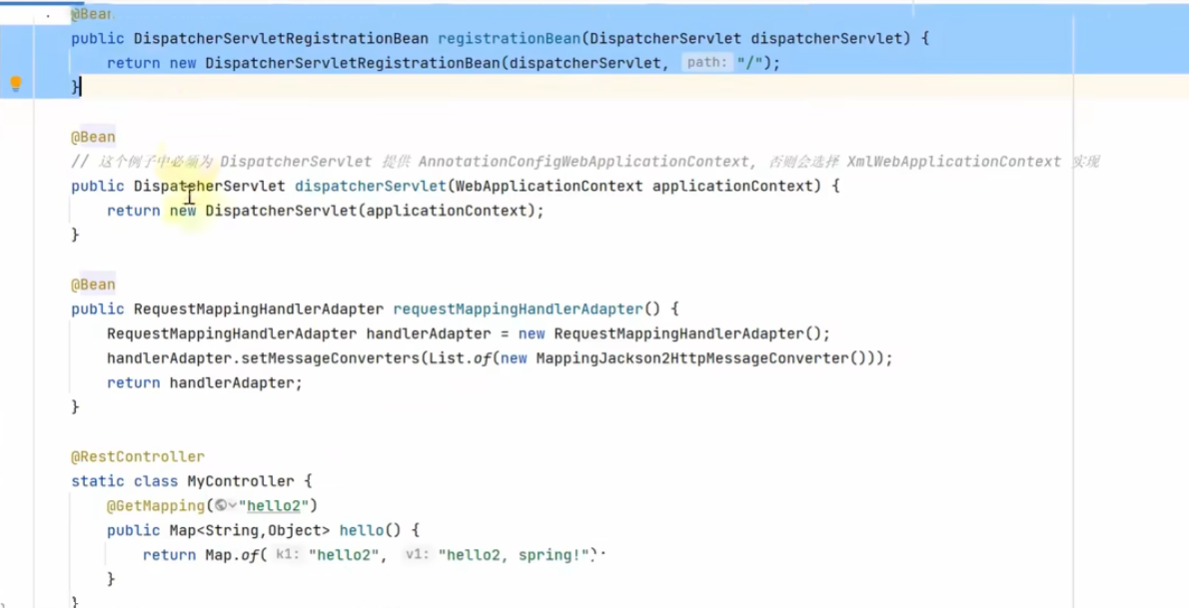 @Bean
public DispatcherServletRegistrationBean registrationBean(DispatcherServlet dispatcherServlet) {
return new DispatcherServletRegistrationBean(dispatcherServlet, path: "/");
}
@Bean
// 这个例子中必须为 DispatcherServlet 提供 AnnotationConfigWebApplicationContext, 否则会选择 XmlWebApplicationContext 实现
public DispatcherServlet dispatcherServlet(WebApplicationContext applicationContext) {
return new DispatcherServlet(applicationContext);
}
@Bean
public RequestMappingHandlerAdapter requestMappingHandlerAdapter() {
RequestMappingHandlerAdapter handlerAdapter = new RequestMappingHandlerAdapter();
handlerAdapter.setMessageConverters(List.of(new MappingJackson2HttpMessageConverter()));
return handlerAdapter;
}
@RestController
static class MyController {
@GetMapping("hello2")
public Map<String,Object> hello() {
return Map.of( k1: "hello2", v1: "hello2, spring!");
}
}